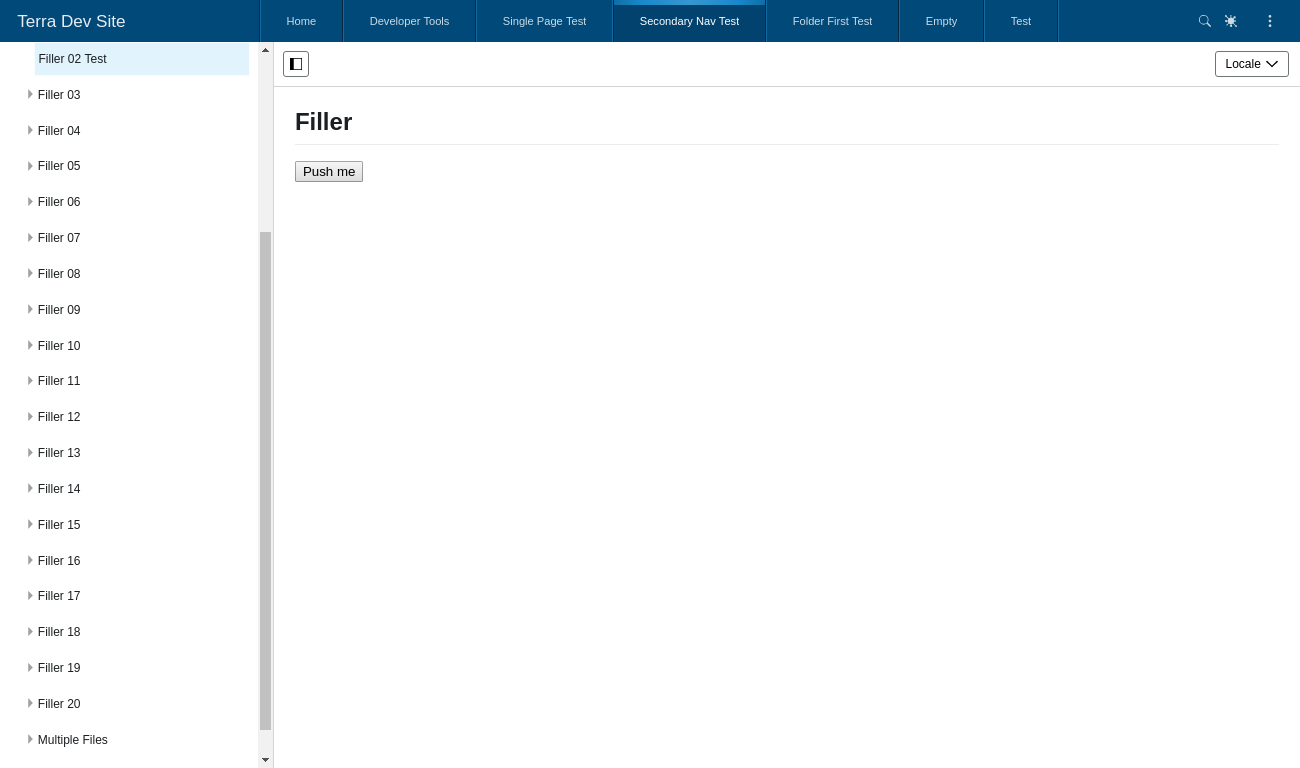 Terra Dev Site
Home
Developer Tools
Single Page Test
Secondary Nav Test
Folder First Test
Empty
Test
Filler 02 Test
Filler 03
Filler 04
Filler 05
Filler 06
Filler 07
Filler 08
Filler 09
Filler 10
Filler 11
Filler 12
Filler 13
Filler 14
Filler 15
Filler 16
Filler 17
Filler 18
Filler 19
Filler 20
Multiple Files
Locale
Filler
Push me